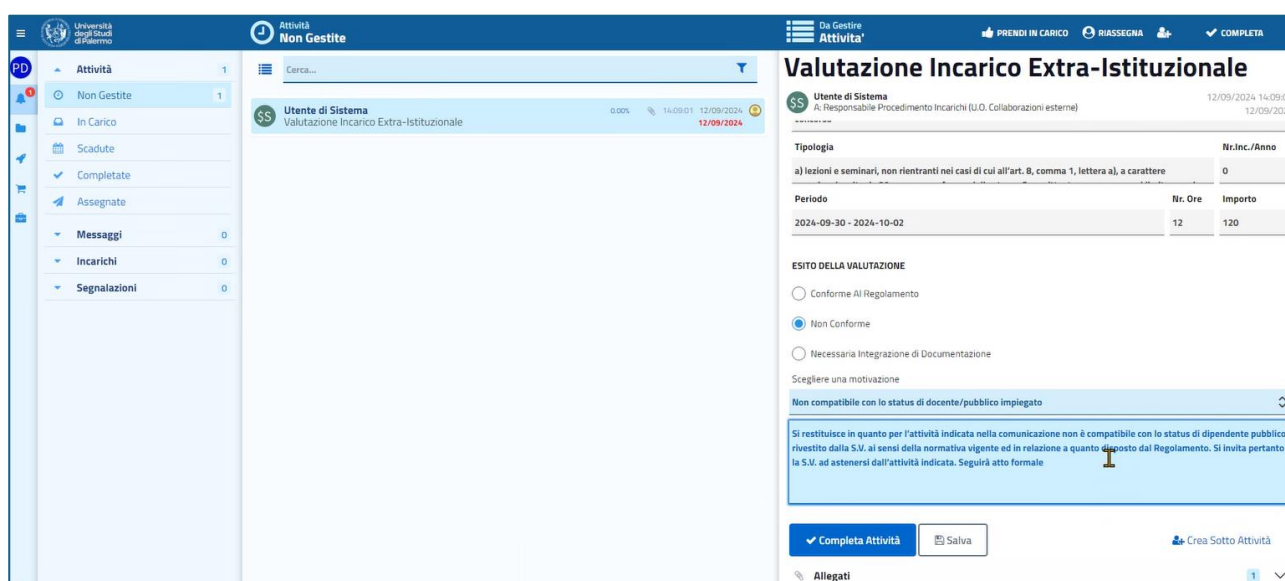 Università
degli Studi
di Palermo
Attività
Non Gestite
Da Gestire
Attivita'
PRENDI IN CARICO
RIASSEGNA
COMPLETA
PD
1
Attività 1
Non Gestite 1
In Carico
Scadute
Completate
Assegnate
Messaggi 0
Incarichi 0
Segnalazioni 0
Cerca...
SS
Utente di Sistema 0.00% 14:09:01 12/09/2024
Valutazione Incarico Extra-Istituzionale 12/09/2024
Valutazione Incarico Extra-Istituzionale
SS
Utente di Sistema 12/09/2024 14:09:0
A: Responsabile Procedimento Incarichi (U.O. Collaborazioni esterne) 12/09/202
Tipologia Nr.Inc./Anno
a) lezioni e seminari, non rientranti nei casi di cui all'art. 8, comma 1, lettera a), a carattere 0
Periodo Nr. Ore Importo
2024-09-30 - 2024-10-02 12 120
ESITO DELLA VALUTAZIONE
Conforme Al Regolamento
Non Conforme
Necessaria Integrazione di Documentazione
Scegliere una motivazione
Non compatibile con lo status di docente/pubblico impiegato
Si restituisce in quanto per l'attività indicata nella comunicazione non è compatibile con lo status di dipendente pubblico
rivestito dalla S.V. ai sensi della normativa vigente ed in relazione a quanto disposto dal Regolamento. Si invita pertanto
la S.V. ad astenersi dall'attività indicata. Seguirà atto formale
Completa Attività
Salva
Crea Sotto Attività
Allegati 1